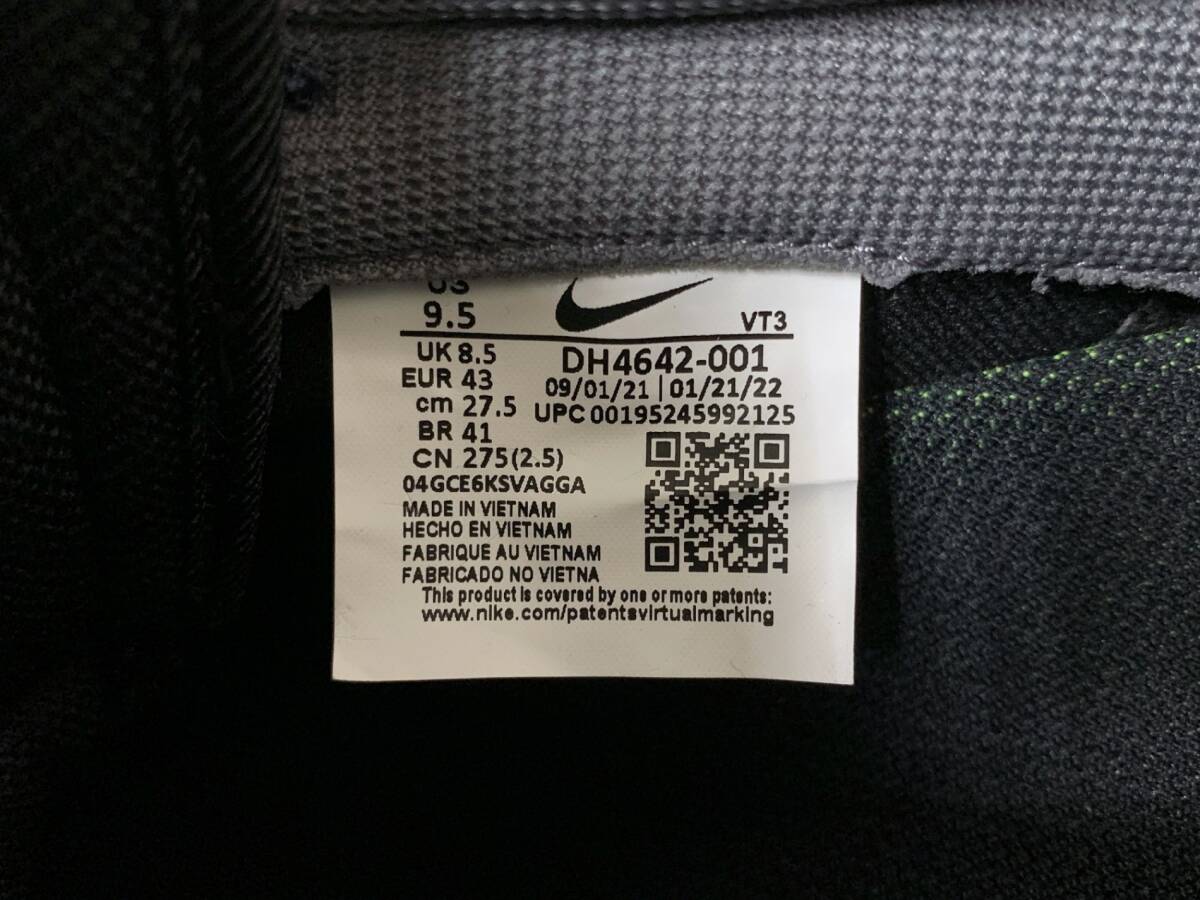 US
9.5
VT3
UK 8.5
EUR 43
cm 27.5
BR 41
CN 275(2.5)
DH4642-001
09/01/21 | 01/21/22
UPC 00195245992125
04GCE6KSVAGGA
MADE IN VIETNAM
HECHO EN VIETNAM
FABRIQUE AU VIETNAM
FABRICADO NO VIETNA
This product is covered by one or more patents:
www.nike.com/patentsvirtualmarking